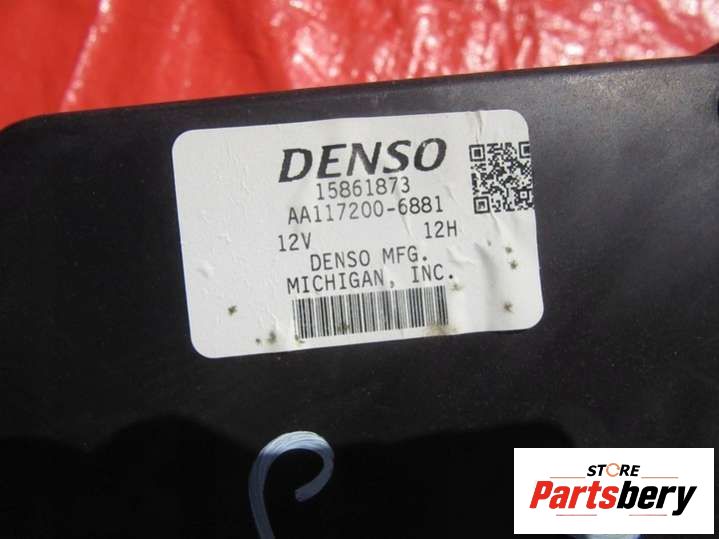 DENSO
15861873
AA117200-6881
12V 12H
DENSO MFG.
MICHIGAN, INC.
STORE
Partsbery